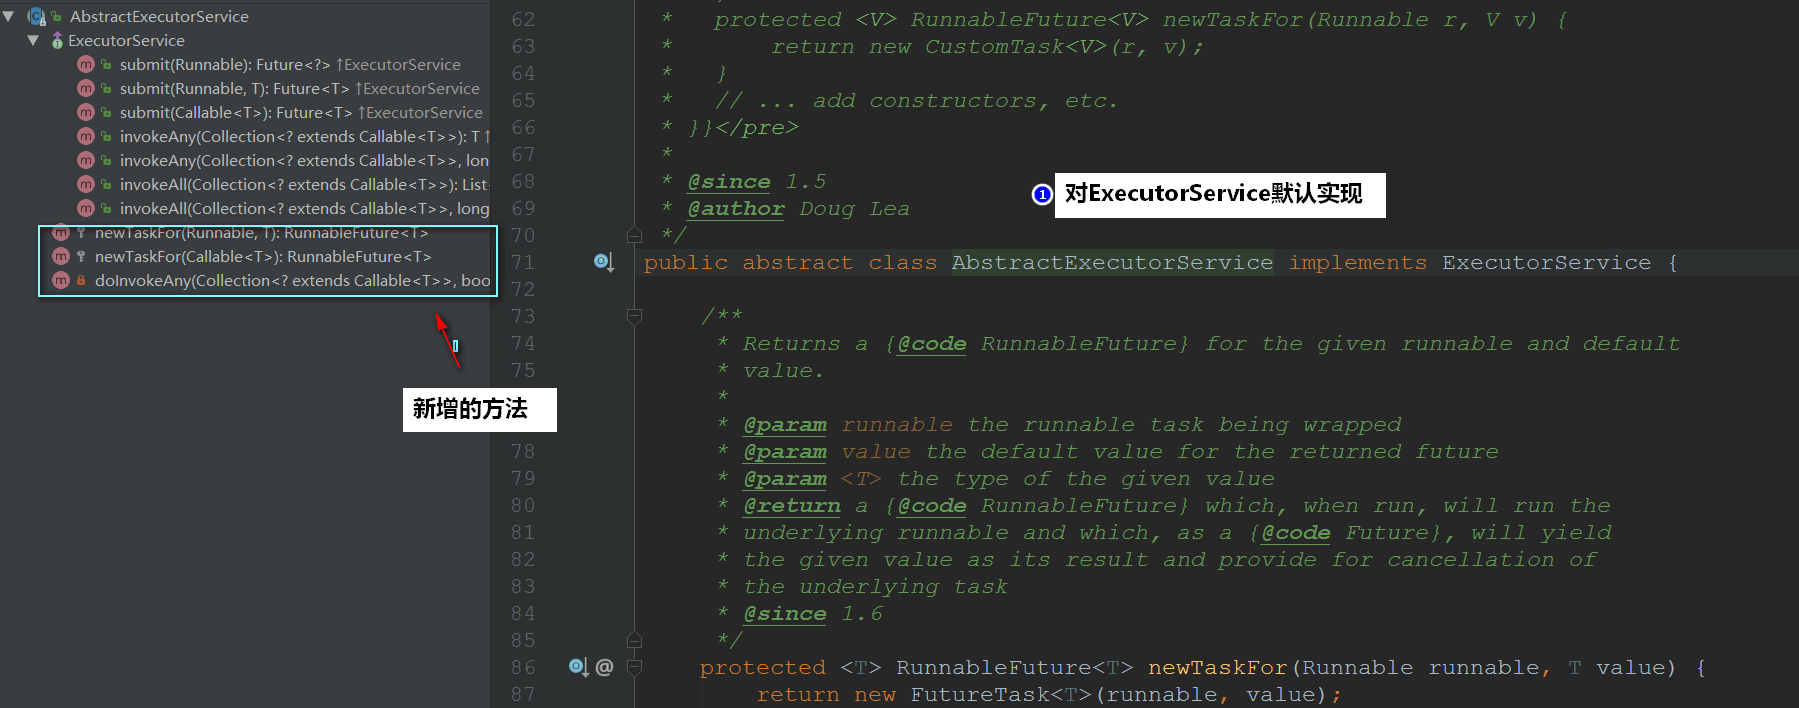 AbstractExecutorService
ExecutorService
submit(Runnable): Future<?> ↑ExecutorService
submit(Runnable, T): Future<T> ↑ExecutorService
submit(Callable<T>): Future<T> ↑ExecutorService
invokeAny(Collection<? extends Callable<T>>): T ↑
invokeAny(Collection<? extends Callable<T>>, lon
invokeAll(Collection<? extends Callable<T>>): List
invokeAll(Collection<? extends Callable<T>>, long
newTaskFor(Runnable, T): RunnableFuture<T>
newTaskFor(Callable<T>): RunnableFuture<T>
doInvokeAny(Collection<? extends Callable<T>>, boo
新增的方法
62 * protected <V> RunnableFuture<V> newTaskFor(Runnable r, V v) {
63 * return new CustomTask<V>(r, v);
64 * }
65 * // ... add constructors, etc.
66 * }}</pre>
67 *
68 * @since 1.5
69 * @author Doug Lea
70 */
1 对ExecutorService默认实现
71 public abstract class AbstractExecutorService implements ExecutorService {
72
73 /**
74 * Returns a {@code RunnableFuture} for the given runnable and default
75 * value.
*
* @param runnable the runnable task being wrapped
78 * @param value the default value for the returned future
79 * @param <T> the type of the given value
80 * @return a {@code RunnableFuture} which, when run, will run the
81 * underlying runnable and which, as a {@code Future}, will yield
82 * the given value as its result and provide for cancellation of
83 * the underlying task
84 * @since 1.6
85 */
86 @ protected <T> RunnableFuture<T> newTaskFor(Runnable runnable, T value) {
87 return new FutureTask<T>(runnable, value);